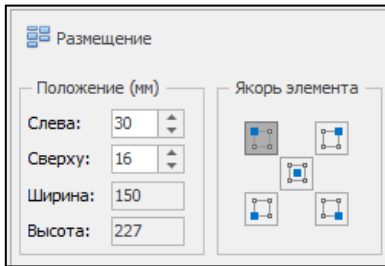 Размещение
Положение (мм)
Якорь элемента
Слева: 30
Сверху: 16
Ширина: 150
Высота: 227